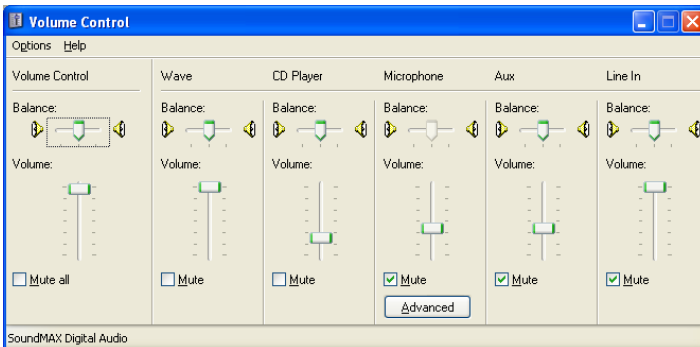 Volume Control
Options Help
Volume Control Wave CD Player Microphone Aux Line In
Balance: Balance: Balance: Balance: Balance: Balance:
Volume: Volume: Volume: Volume: Volume: Volume:
Mute all Mute Mute Mute Mute Mute
Advanced
SoundMAX Digital Audio